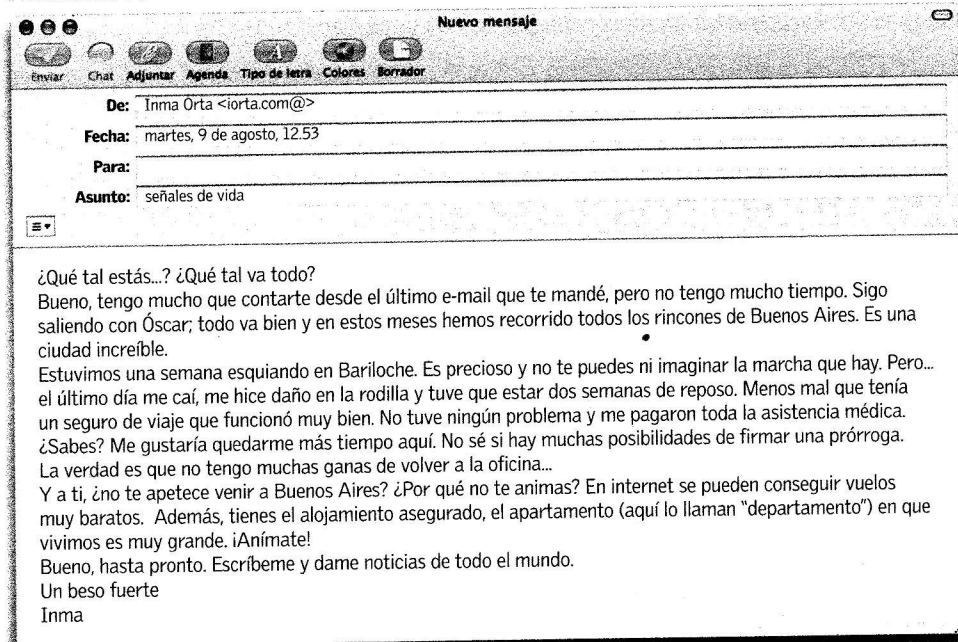 Nuevo mensaje
Enviar Chat Adjuntar Agenda Tipo de letra Colores Borrador
De: Inma Orta <iorta.com@>
Fecha: martes, 9 de agosto, 12.53
Para:
Asunto: señales de vida
¿Qué tal estás...? ¿Qué tal va todo?
Bueno, tengo mucho que contarte desde el último e-mail que te mandé, pero no tengo mucho tiempo. Sigo
saliendo con Óscar; todo va bien y en estos meses hemos recorrido todos los rincones de Buenos Aires. Es una
ciudad increíble.
Estuvimos una semana esquiando en Bariloche. Es precioso y no te puedes ni imaginar la marcha que hay. Pero...
el último día me caí, me hice daño en la rodilla y tuve que estar dos semanas de reposo. Menos mal que tenía
un seguro de viaje que funcionó muy bien. No tuve ningún problema y me pagaron toda la asistencia médica.
¿Sabes? Me gustaría quedarme más tiempo aquí. No sé si hay muchas posibilidades de firmar una prórroga.
La verdad es que no tengo muchas ganas de volver a la oficina...
Y a ti, ¿no te apetece venir a Buenos Aires? ¿Por qué no te animas? En internet se pueden conseguir vuelos
muy baratos. Además, tienes el alojamiento asegurado, el apartamento (aquí lo llaman "departamento") en que
vivimos es muy grande. ¡Anímate!
Bueno, hasta pronto. Escríbeme y dame noticias de todo el mundo.
Un beso fuerte
Inma